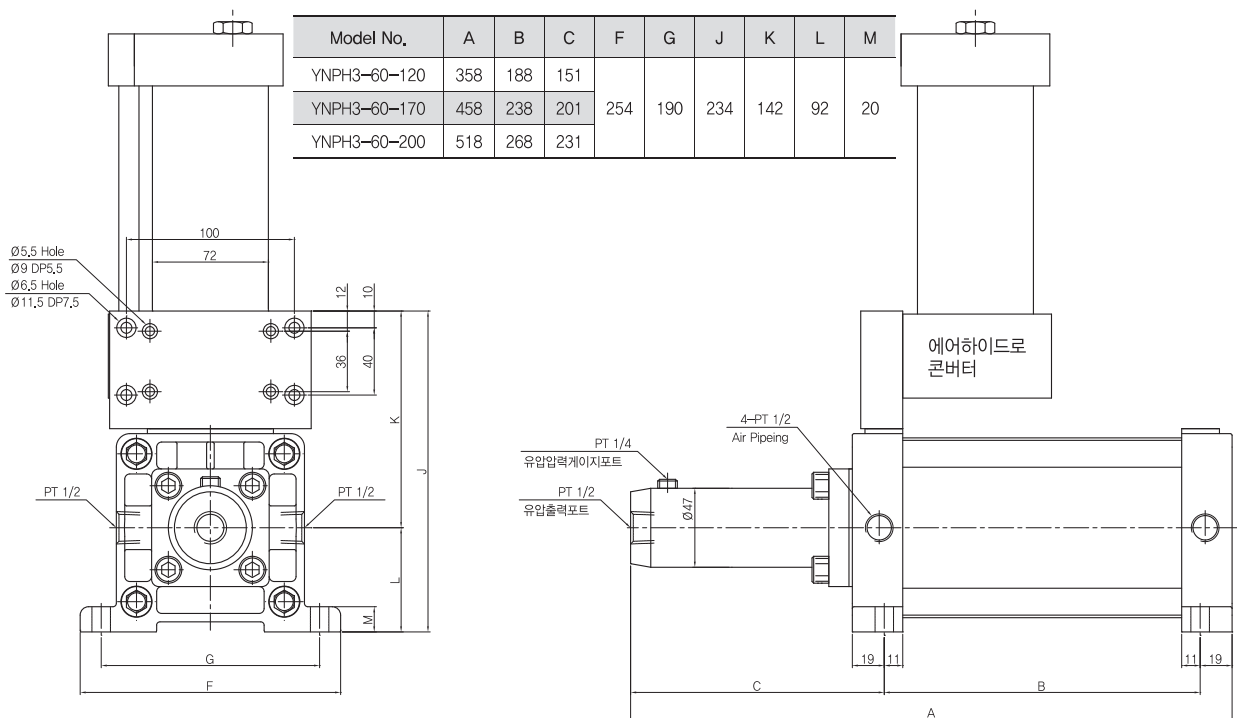 Model No. A B C F G J K L M
YNPH3-60-120 358 188 151
YNPH3-60-170 458 238 201 254 190 234 142 92 20
YNPH3-60-200 518 268 231
100
72
Ø5.5 Hole
Ø9 DP5.5
Ø6.5 Hole
Ø11.5 DP7.5
12
10
36
40
K
J
L
M
PT 1/2
PT 1/2
G
F
에어하이드로
콘버터
4-PT 1/2
Air Pipeing
PT 1/4
유압압력게이지포트
PT 1/2
유압출력포트
Ø47
19
11
11
19
C
B
A